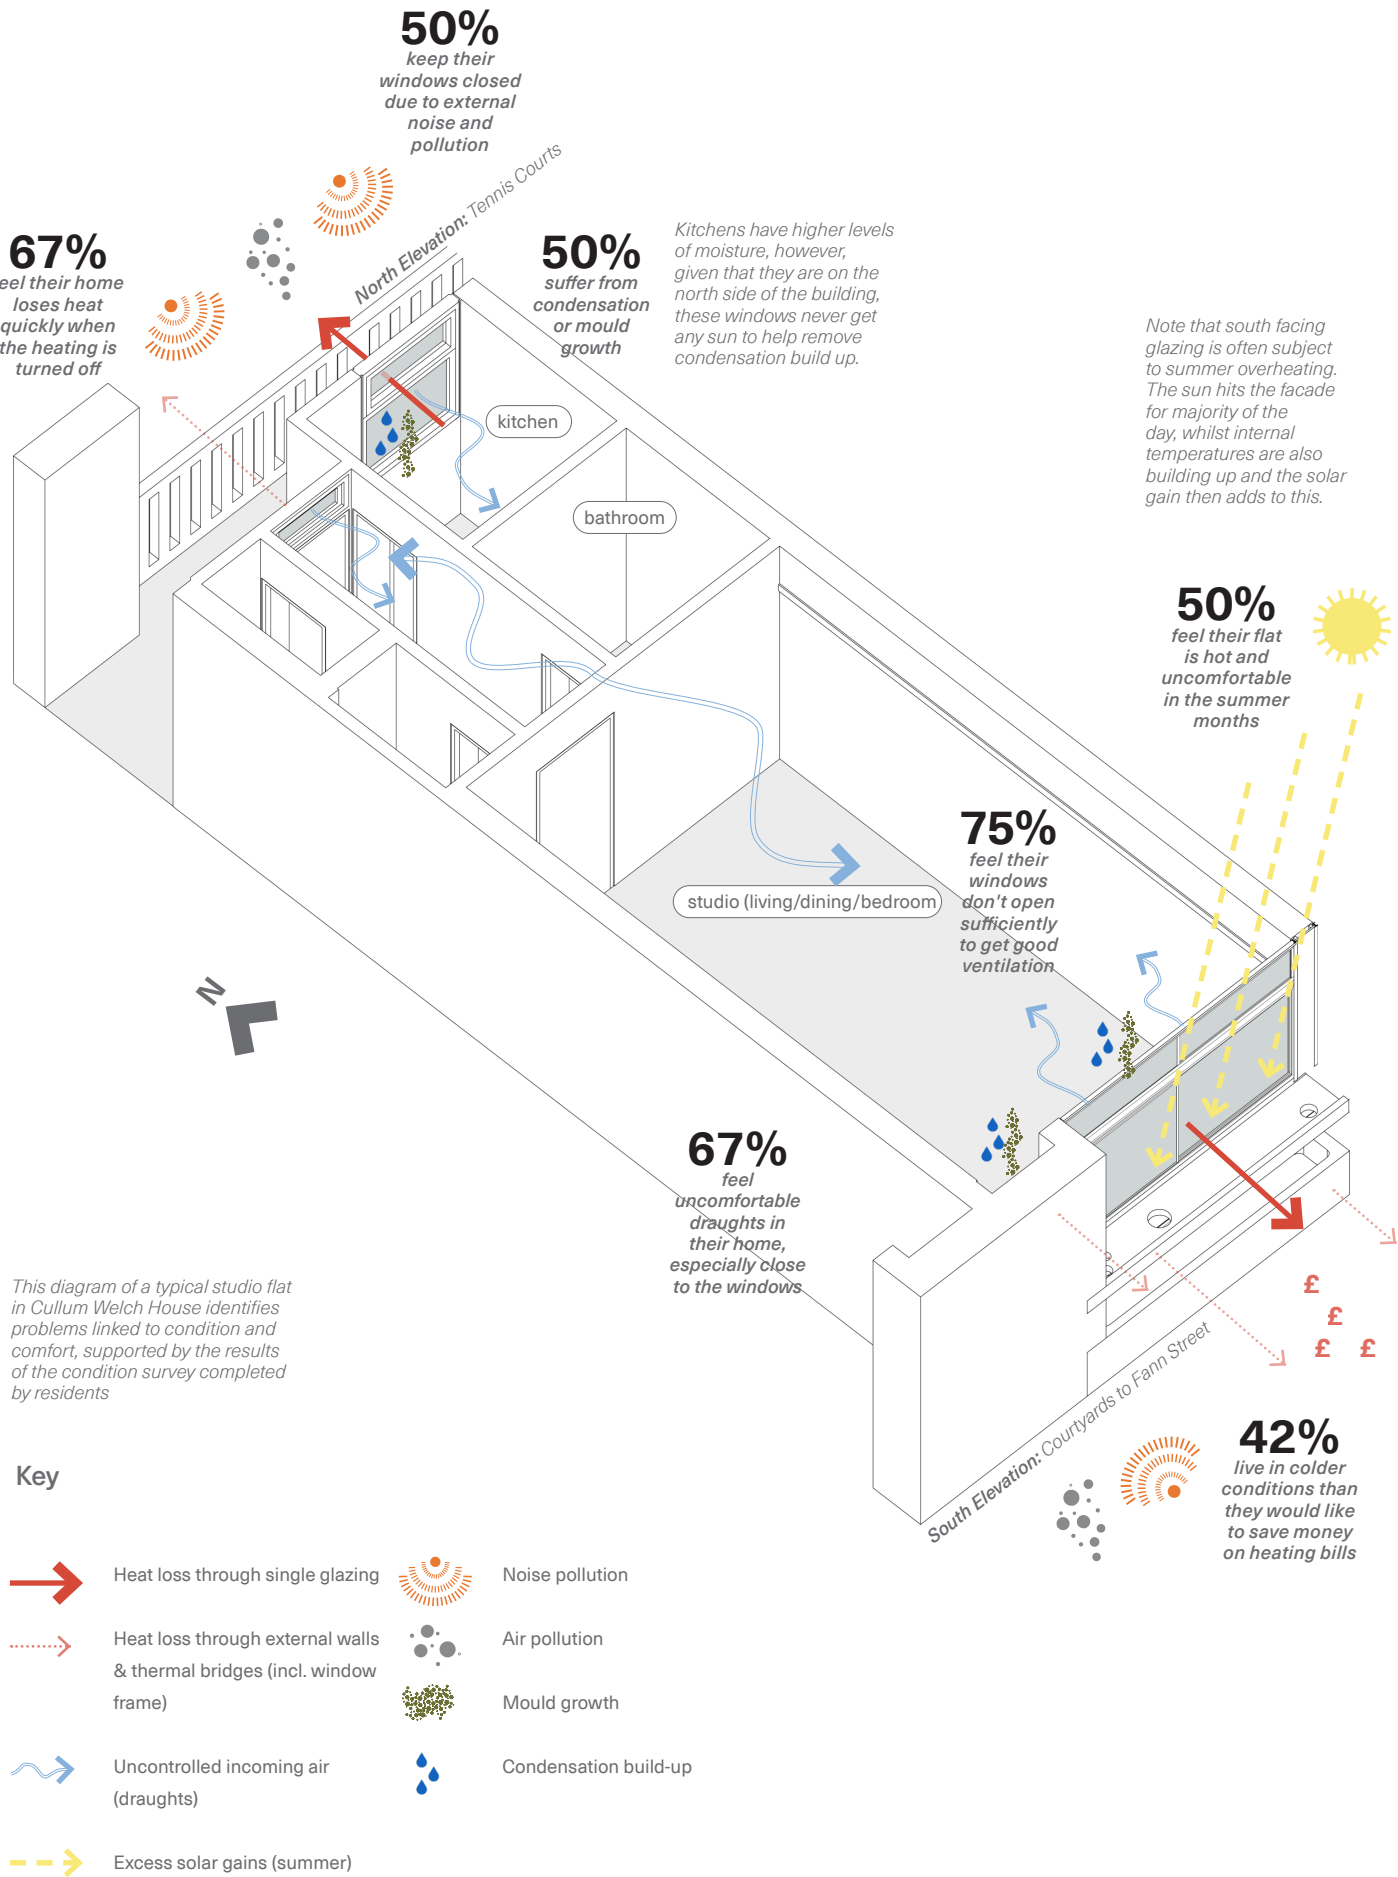 50%
keep their
windows closed
due to external
noise and
pollution
North Elevation: Tennis Courts
67%
eel their home
loses heat
quickly when
the heating is
turned off
50%
suffer from
condensation
or mould
growth
Kitchens have higher levels
of moisture, however,
given that they are on the
north side of the building,
these windows never get
any sun to help remove
condensation build up.
Note that south facing
glazing is often subject
to summer overheating.
The sun hits the facade
for majority of the
day, whilst internal
temperatures are also
building up and the solar
gain then adds to this.
kitchen
bathroom
50%
feel their flat
is hot and
uncomfortable
in the summer
months
75%
feel their
windows
don't open
sufficiently
to get good
ventilation
studio (living/dining/bedroom
N
67%
feel
uncomfortable
draughts in
their home,
especially close
to the windows
£
£
£ £
This diagram of a typical studio flat
in Cullum Welch House identifies
problems linked to condition and
comfort, supported by the results
of the condition survey completed
by residents
South Elevation: Courtyards to Fann Street
42%
live in colder
conditions than
they would like
to save money
on heating bills
Key
Heat loss through single glazing
Heat loss through external walls
& thermal bridges (incl. window
frame)
Uncontrolled incoming air
(draughts)
Excess solar gains (summer)
Noise pollution
Air pollution
Mould growth
Condensation build-up